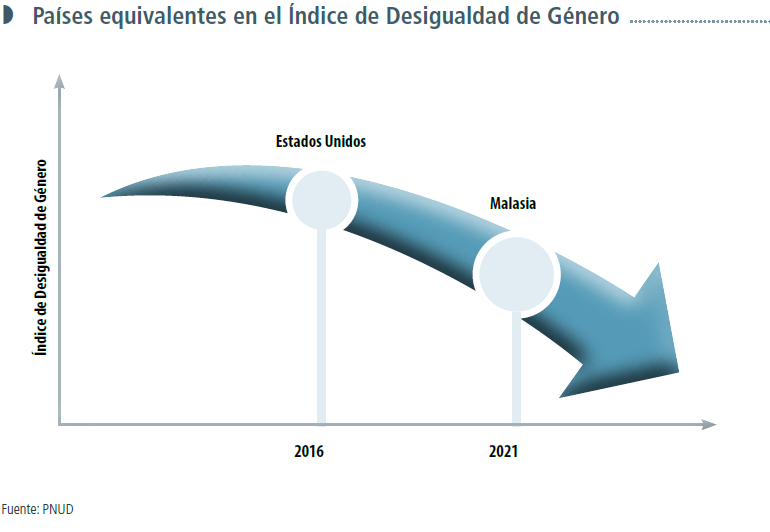 Países equivalentes en el Índice de Desigualdad de Género
Estados Unidos
Malasia
Índice de Desigualdad de Género
2016
2021
Fuente: PNUD